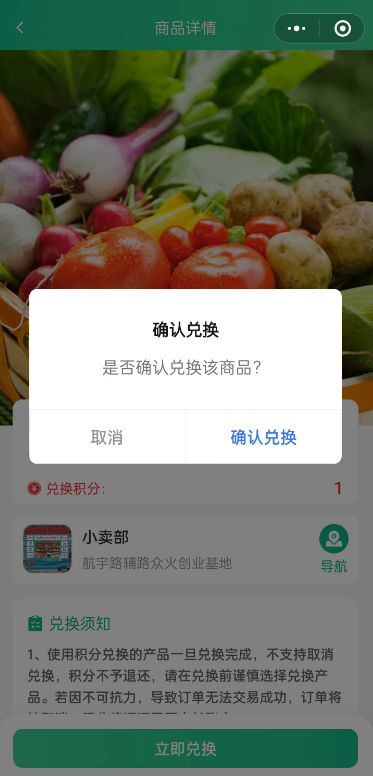 商品详情
确认兑换
是否确认兑换该商品?
取消
确认兑换
兑换积分:
1
小卖部
航宇路辅路众火创业基地
导航
兑换须知
1、使用积分兑换的产品一旦兑换完成，不支持取消
兑换，积分不予退还，请在兑换前谨慎选择兑换产
品。若因不可抗力，导致订单无法交易成功，订单将
立即兑换